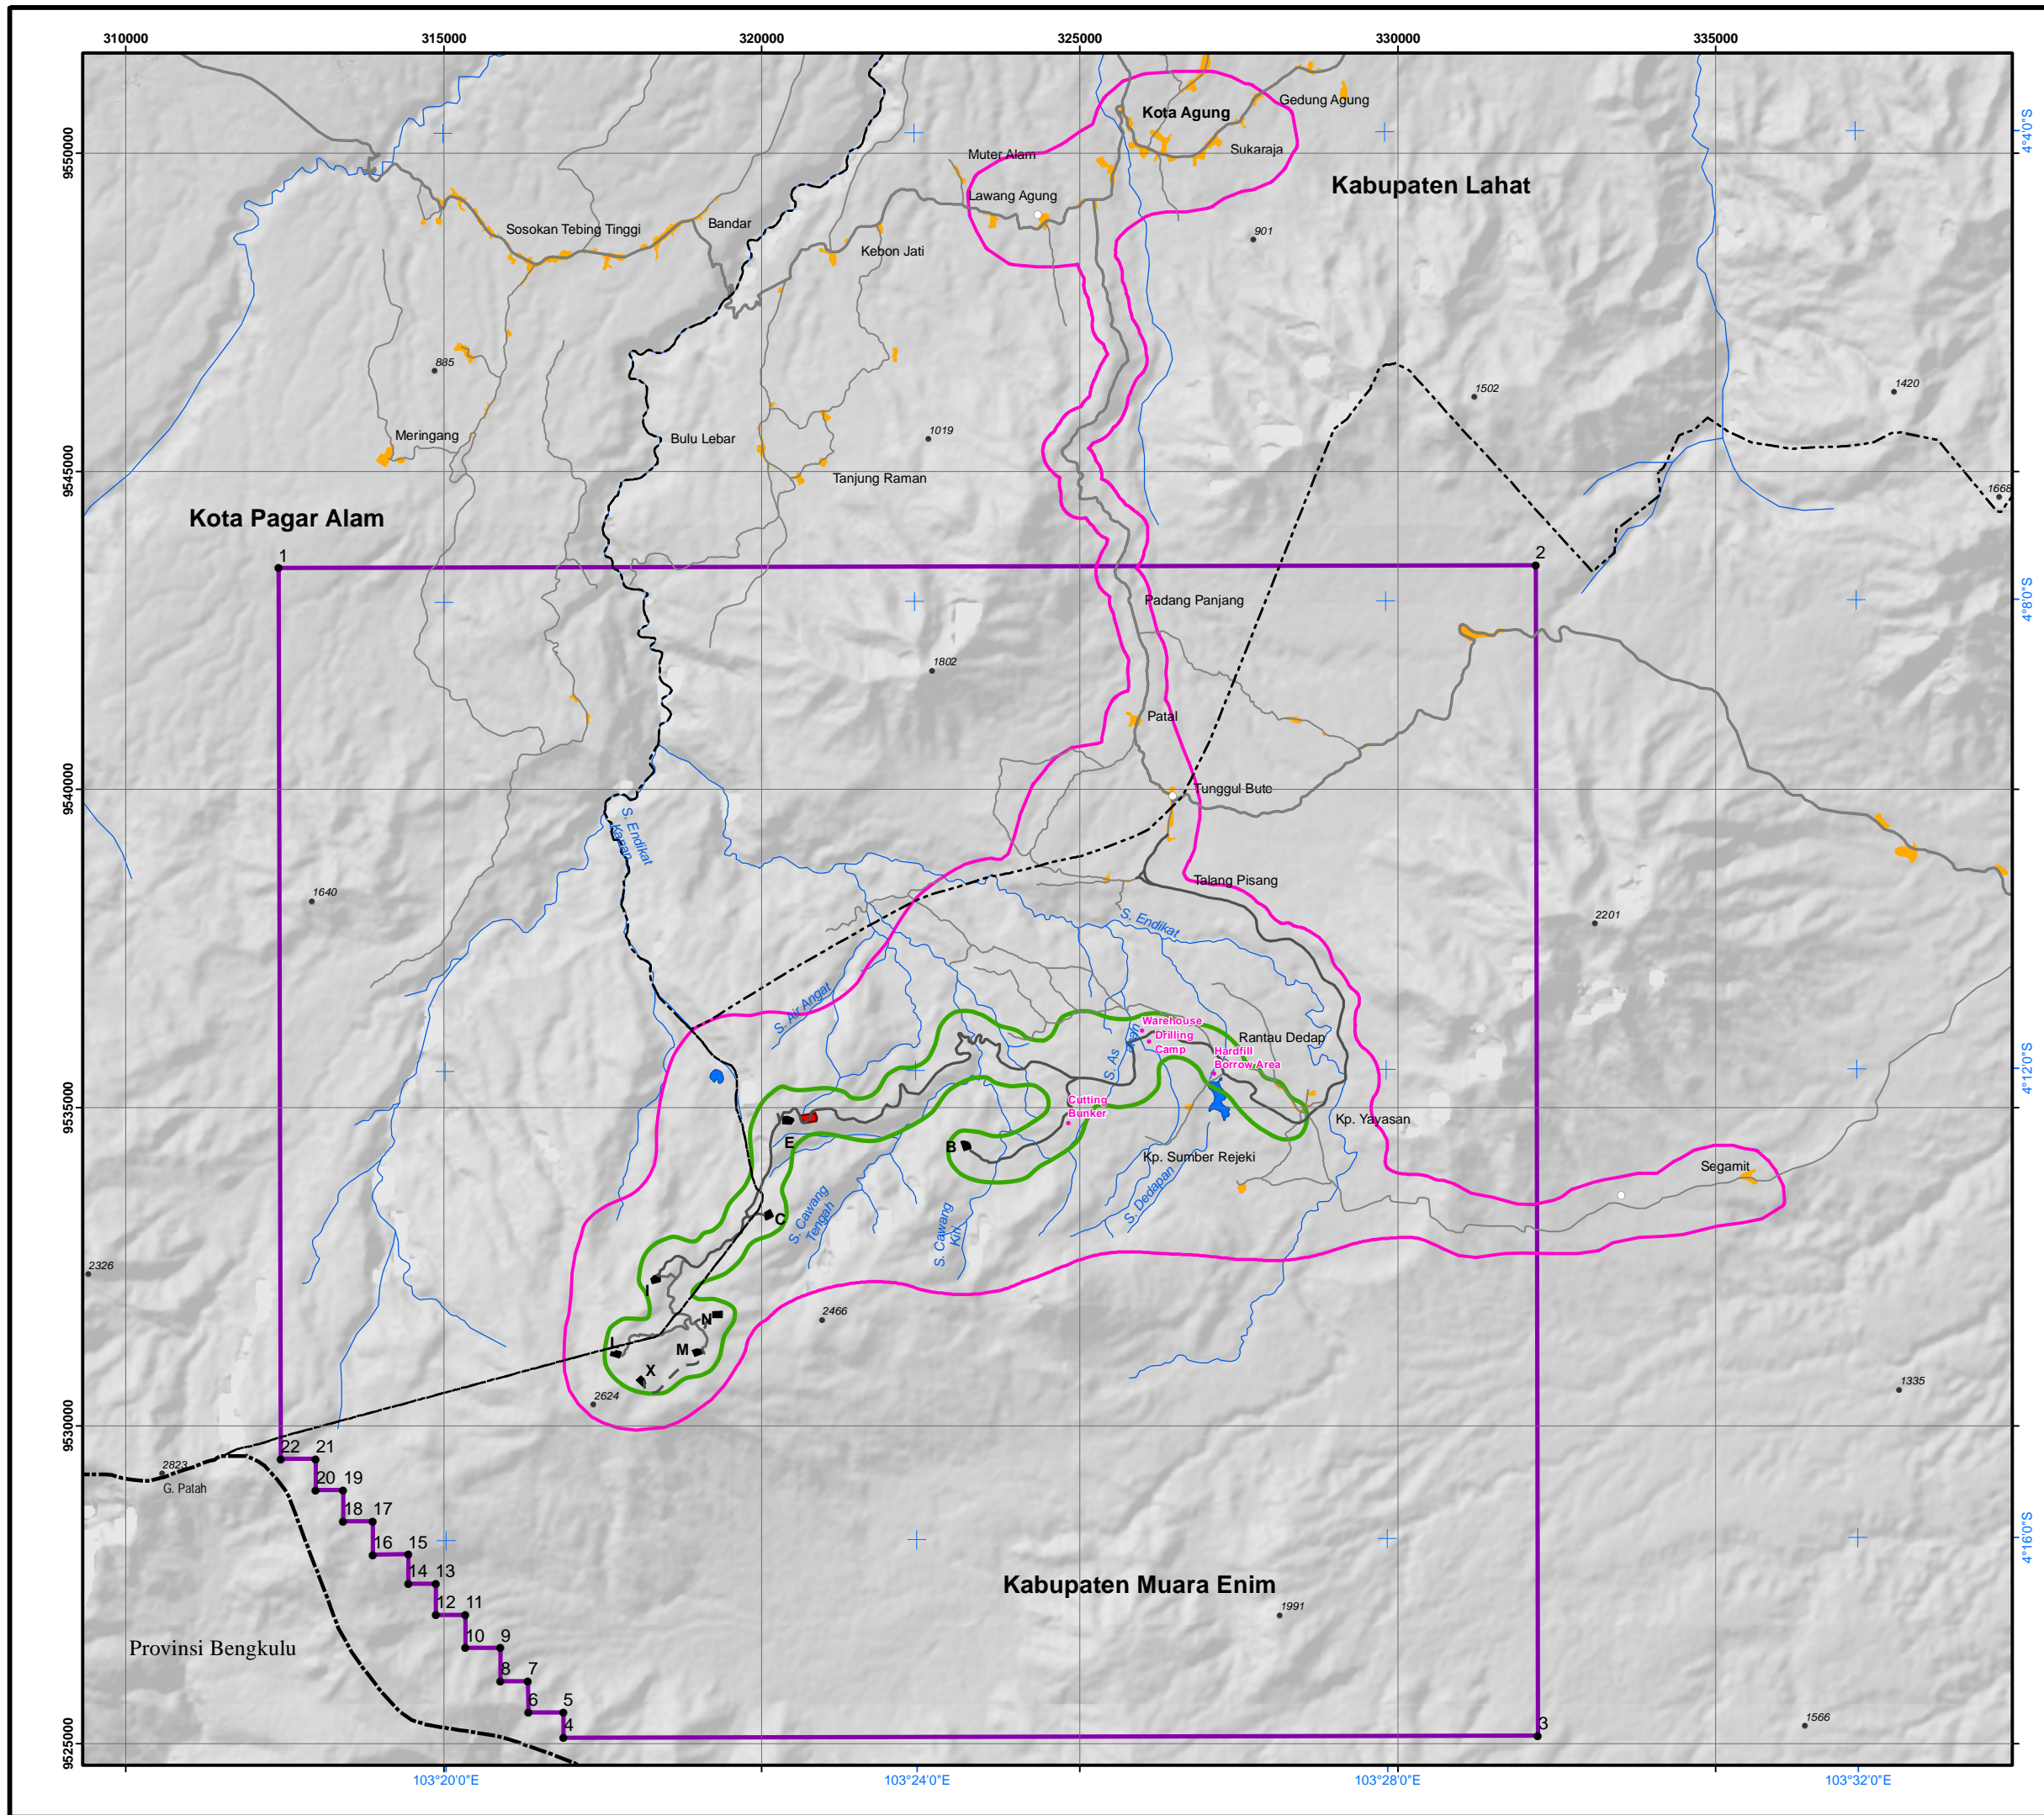 310000
315000
320000
325000
330000
335000
9550000
9545000
9540000
9535000
9530000
9525000
4°4'0"S
4°8'0"S
4°12'0"S
4°16'0"S
103°20'0"E
103°24'0"E
103°28'0"E
103°32'0"E
Kota Agung
Gedung Agung
Sukaraja
Muter Alam
Lawang Agung
Kabupaten Lahat
Sosokan Tebing Tinggi
Bandar
Kebon Jati
901
885
1502
1420
Meringang
Bulu Lebar
1019
Tanjung Raman
1668
Kota Pagar Alam
1
2
Padang Panjang
1802
Patal
Tunggul Bute
S. Endikat
Kanan
1640
Talang Pisang
2201
S. Endikat
S. Air Angat
Warehouse
Drilling
Camp
Rantau Dedap
Hardfill
Borrow Area
S. As
Cutting
Bunker
Kp. Yayasan
E
B
Kp. Sumber Rejeki
Segamit
S. Dedapan
S. Cawang
Tengah
S. Cawang
Kiri
C
2326
I
N
2466
L
M
X
2624
1335
22
21
2823
G. Patah
20
19
18
17
16
15
14
13
12
11
10
9
8
7
6
5
4
3
Kabupaten Muara Enim
1991
Provinsi Bengkulu
1566